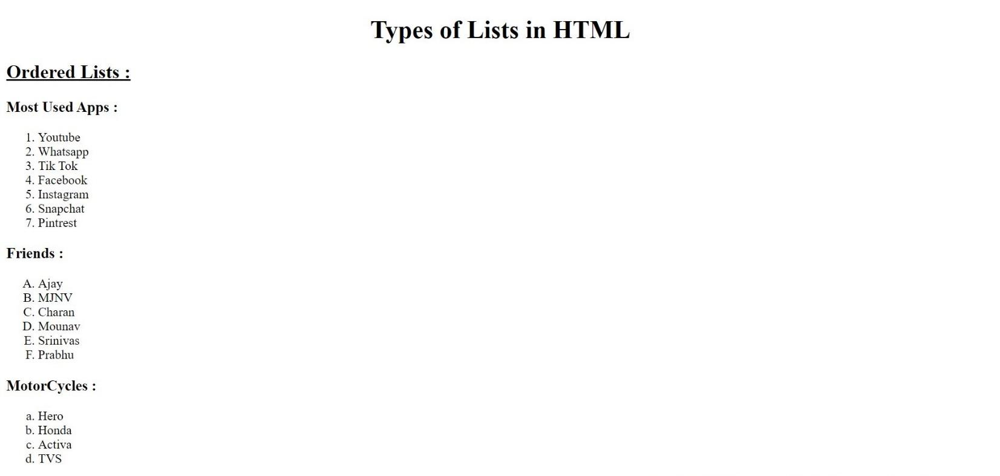 Types of Lists in HTML
Ordered Lists :
Most Used Apps :
1. Youtube
2. Whatsapp
3. Tik Tok
4. Facebook
5. Instagram
6. Snapchat
7. Pintrest
Friends :
A. Ajay
B. MJNV
C. Charan
D. Mounav
E. Srinivas
F. Prabhu
MotorCycles :
a. Hero
b. Honda
c. Activa
d. TVS